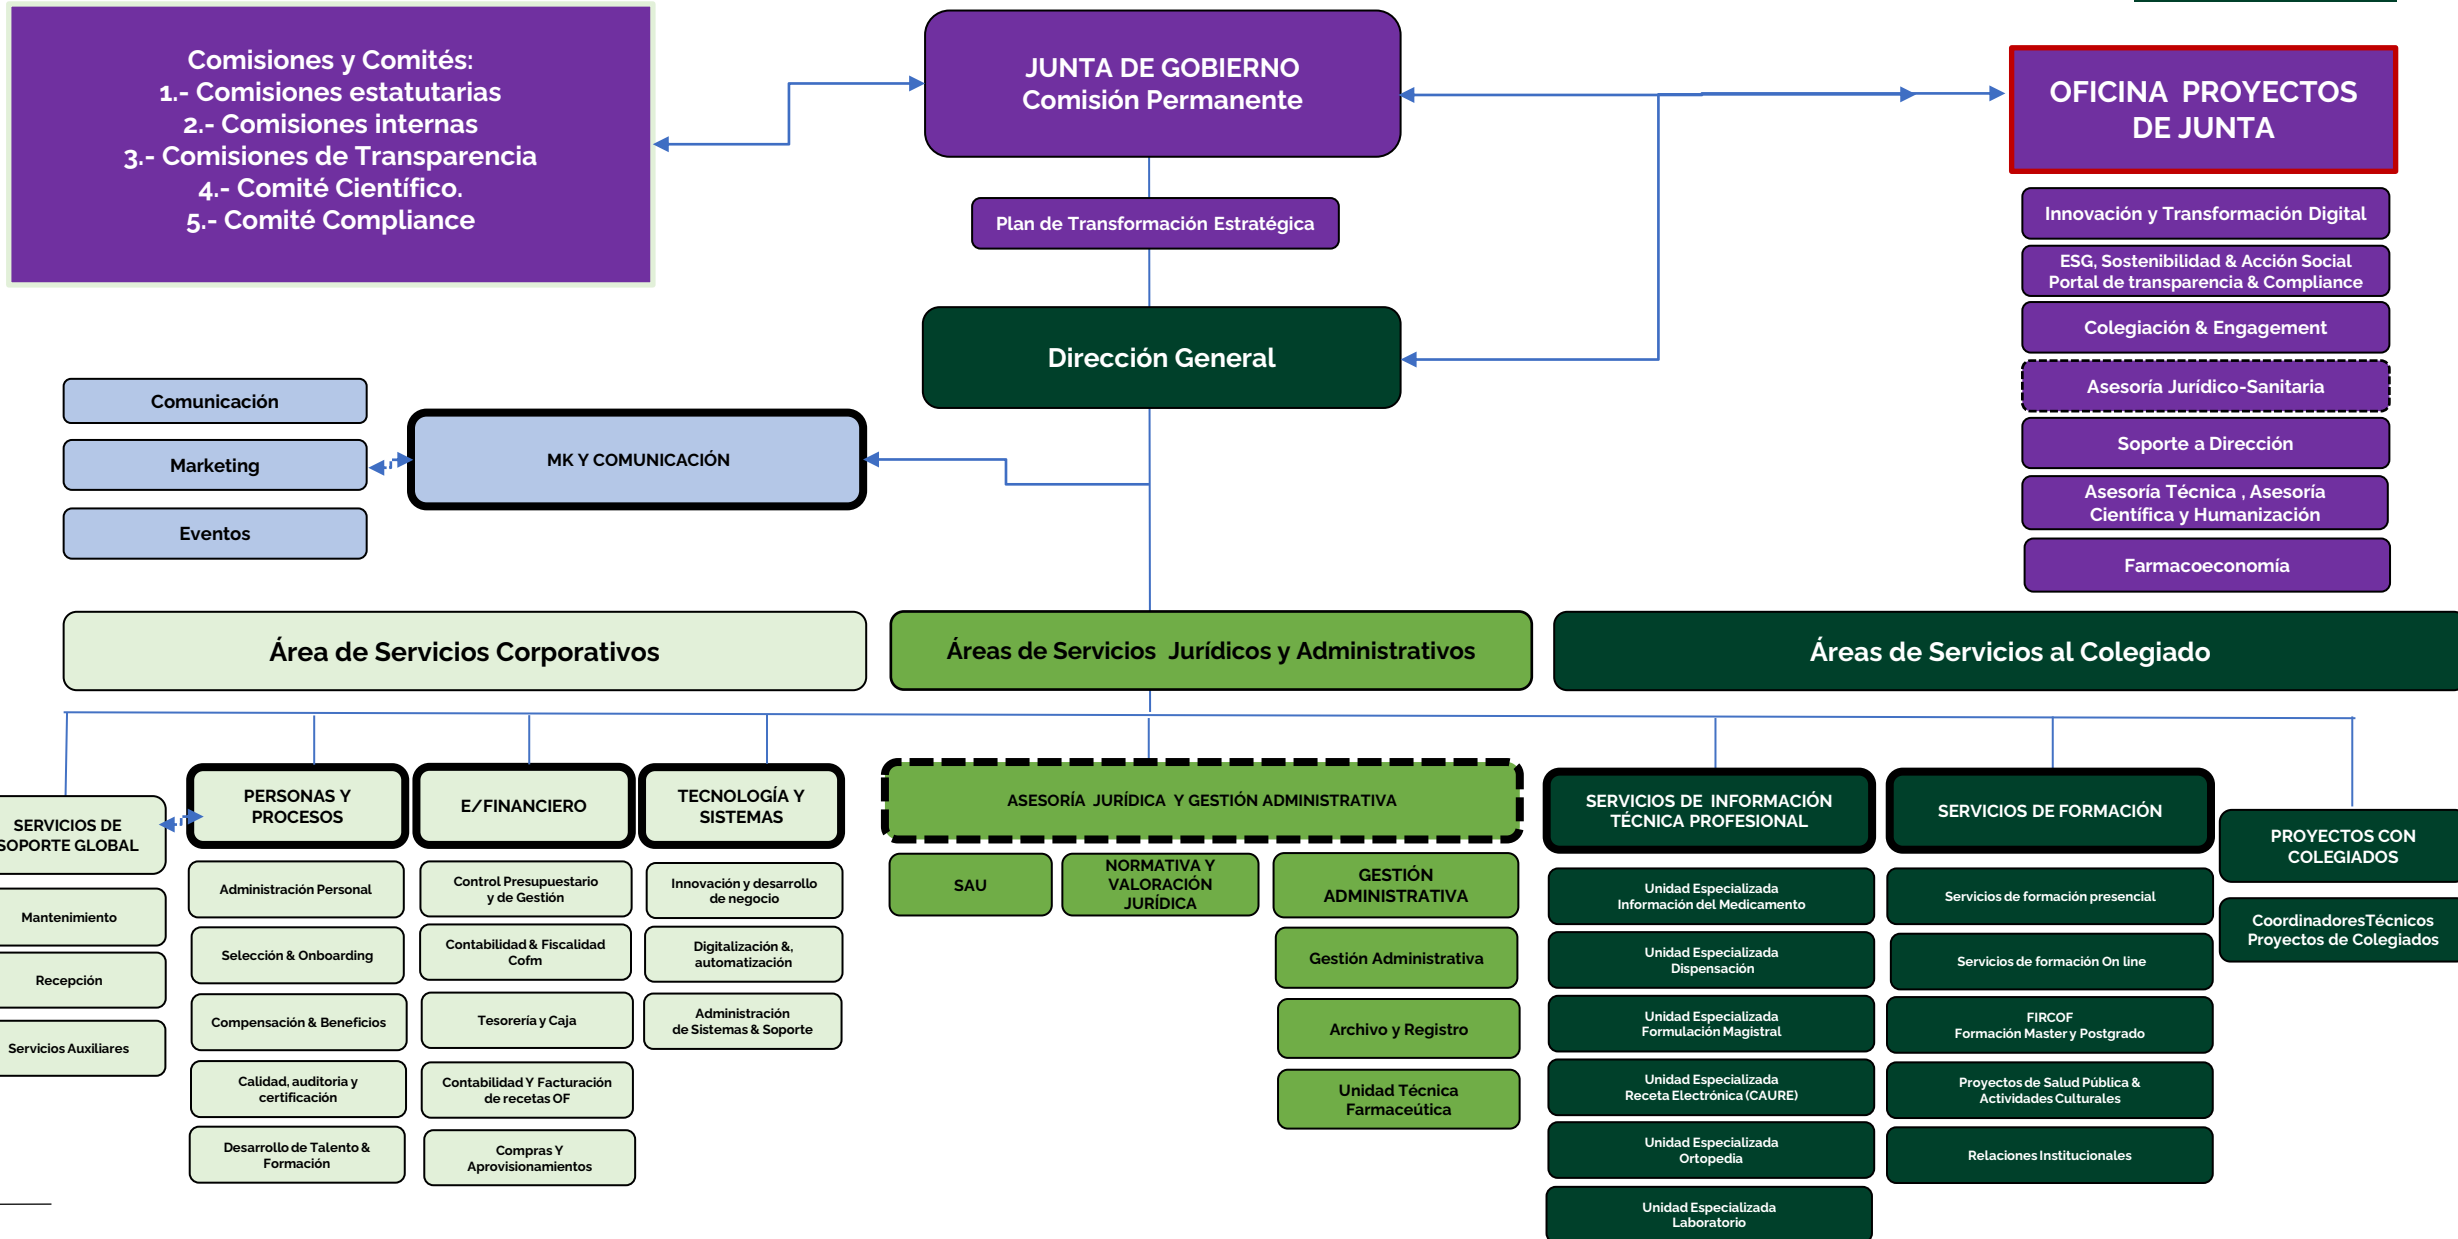 Comisiones y Comités:
1.- Comisiones estatutarias
2.- Comisiones internas
3.- Comisiones de Transparencia
4.- Comité Científico.
5.- Comité Compliance
JUNTA DE GOBIERNO
Comisión Permanente
OFICINA PROYECTOS
DE JUNTA
Plan de Transformación Estratégica
Innovación y Transformación Digital
ESG, Sostenibilidad & Acción Social
Portal de transparencia & Compliance
Colegiación & Engagement
Asesoría Jurídico-Sanitaria
Soporte a Dirección
Asesoría Técnica , Asesoría
Científica y Humanización
Farmacoeconomía
Dirección General
Comunicación
Marketing
Eventos
MK Y COMUNICACIÓN
Área de Servicios Corporativos
Áreas de Servicios Jurídicos y Administrativos
Áreas de Servicios al Colegiado
SERVICIOS DE
SOPORTE GLOBAL
Mantenimiento
Recepción
Servicios Auxiliares
PERSONAS Y
PROCESOS
Administración Personal
Selección & Onboarding
Compensación & Beneficios
Calidad, auditoria y
certificación
Desarrollo de Talento &
Formación
E/FINANCIERO
Control Presupuestario
y de Gestión
Contabilidad & Fiscalidad
Cofm
Tesorería y Caja
Contabilidad Y Facturación
de recetas OF
Compras Y
Aprovisionamientos
TECNOLOGÍA Y
SISTEMAS
Innovación y desarrollo
de negocio
Digitalización &,
automatización
Administración
de Sistemas & Soporte
ASESORÍA JURÍDICA Y GESTIÓN ADMINISTRATIVA
SAU
NORMATIVA Y
VALORACIÓN
JURÍDICA
GESTIÓN
ADMINISTRATIVA
Gestión Administrativa
Archivo y Registro
Unidad Técnica
Farmaceútica
SERVICIOS DE INFORMACIÓN
TÉCNICA PROFESIONAL
Unidad Especializada
Información del Medicamento
Unidad Especializada
Dispensación
Unidad Especializada
Formulación Magistral
Unidad Especializada
Receta Electrónica (CAURE)
Unidad Especializada
Ortopedia
Unidad Especializada
Laboratorio
SERVICIOS DE FORMACIÓN
Servicios de formación presencial
Servicios de formación On line
FIRCOF
Formación Master y Postgrado
Proyectos de Salud Pública &
Actividades Culturales
Relaciones Institucionales
PROYECTOS CON
COLEGIADOS
CoordinadoresTécnicos
Proyectos de Colegiados